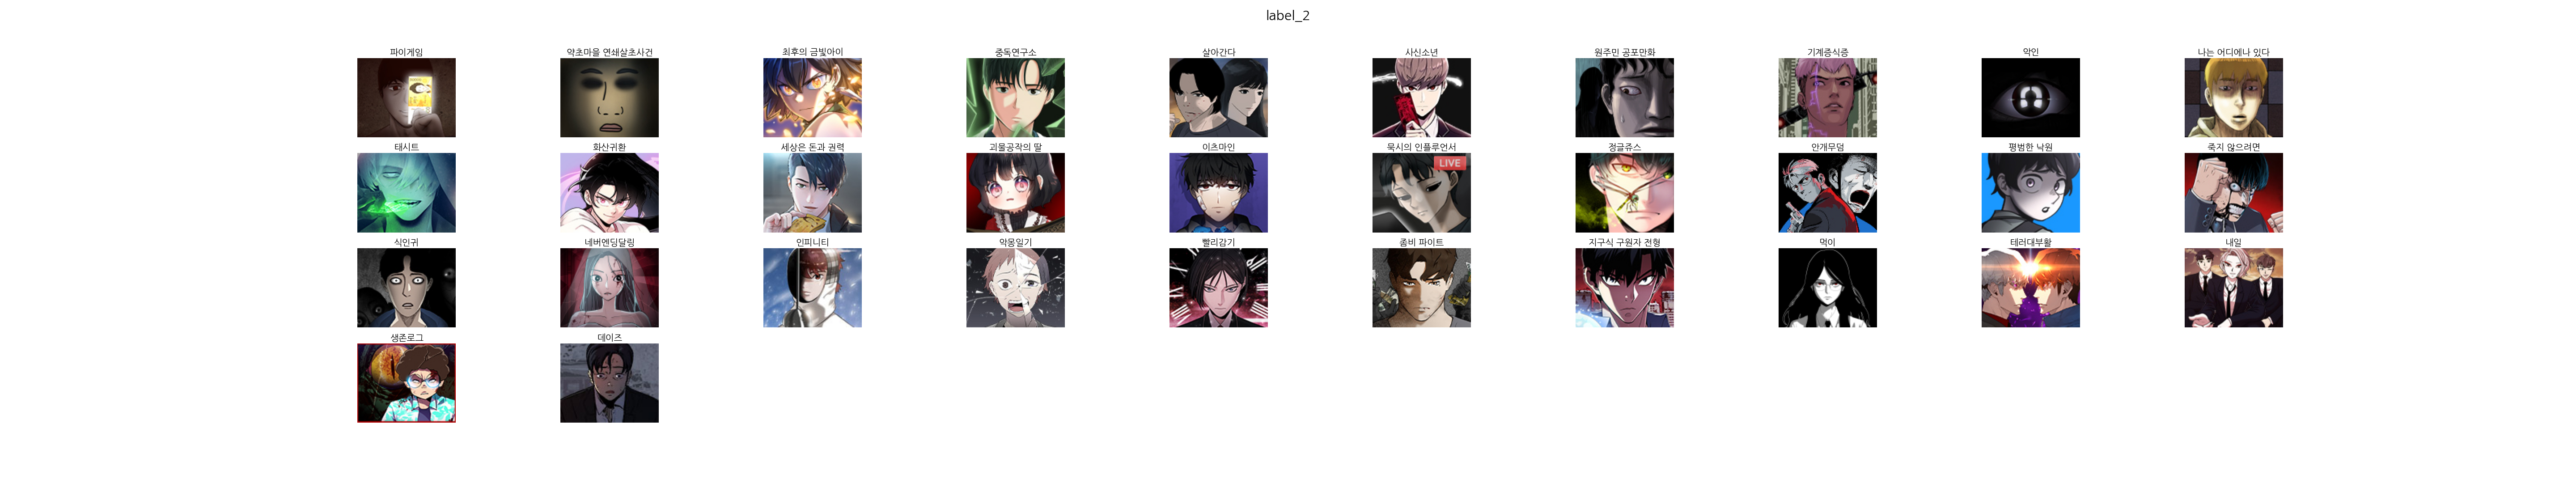 label_2
파이게임
약초마을 연쇄살초사건
최후의 금빛아이
중독연구소
살아간다
사신소년
원주민 공포만화
기계증식증
악인
나는 어디에나 있다
태시트
화산귀환
세상은 돈과 권력
괴물공작의 딸
이츠마인
묵시의 인플루언서
LIVE
정글쥬스
안개무덤
평범한 낙원
죽지 않으려면
식인귀
네버엔딩달링
인피니티
악몽일기
빨리감기
좀비 파이트
지구식 구원자 전형
먹이
테러대부활
내일
생존로그
데이즈